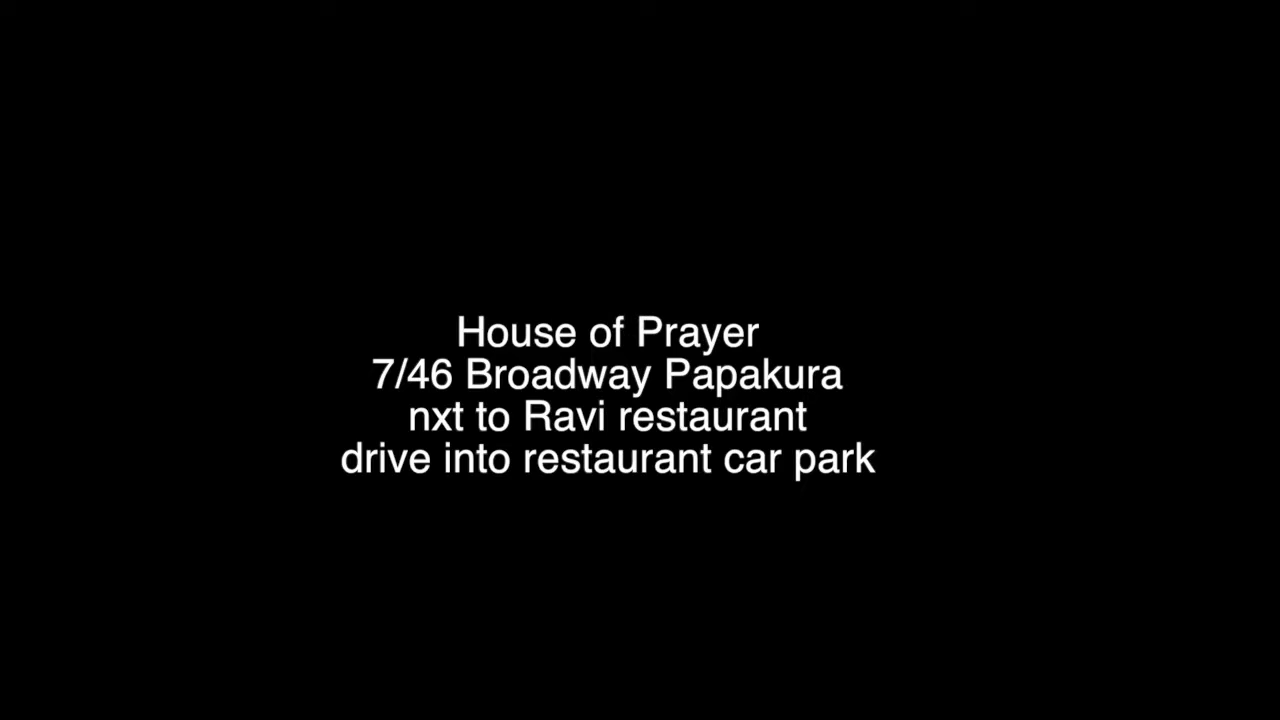 House of Prayer
7/46 Broadway Papakura
nxt to Ravi restaurant
drive into restaurant car park